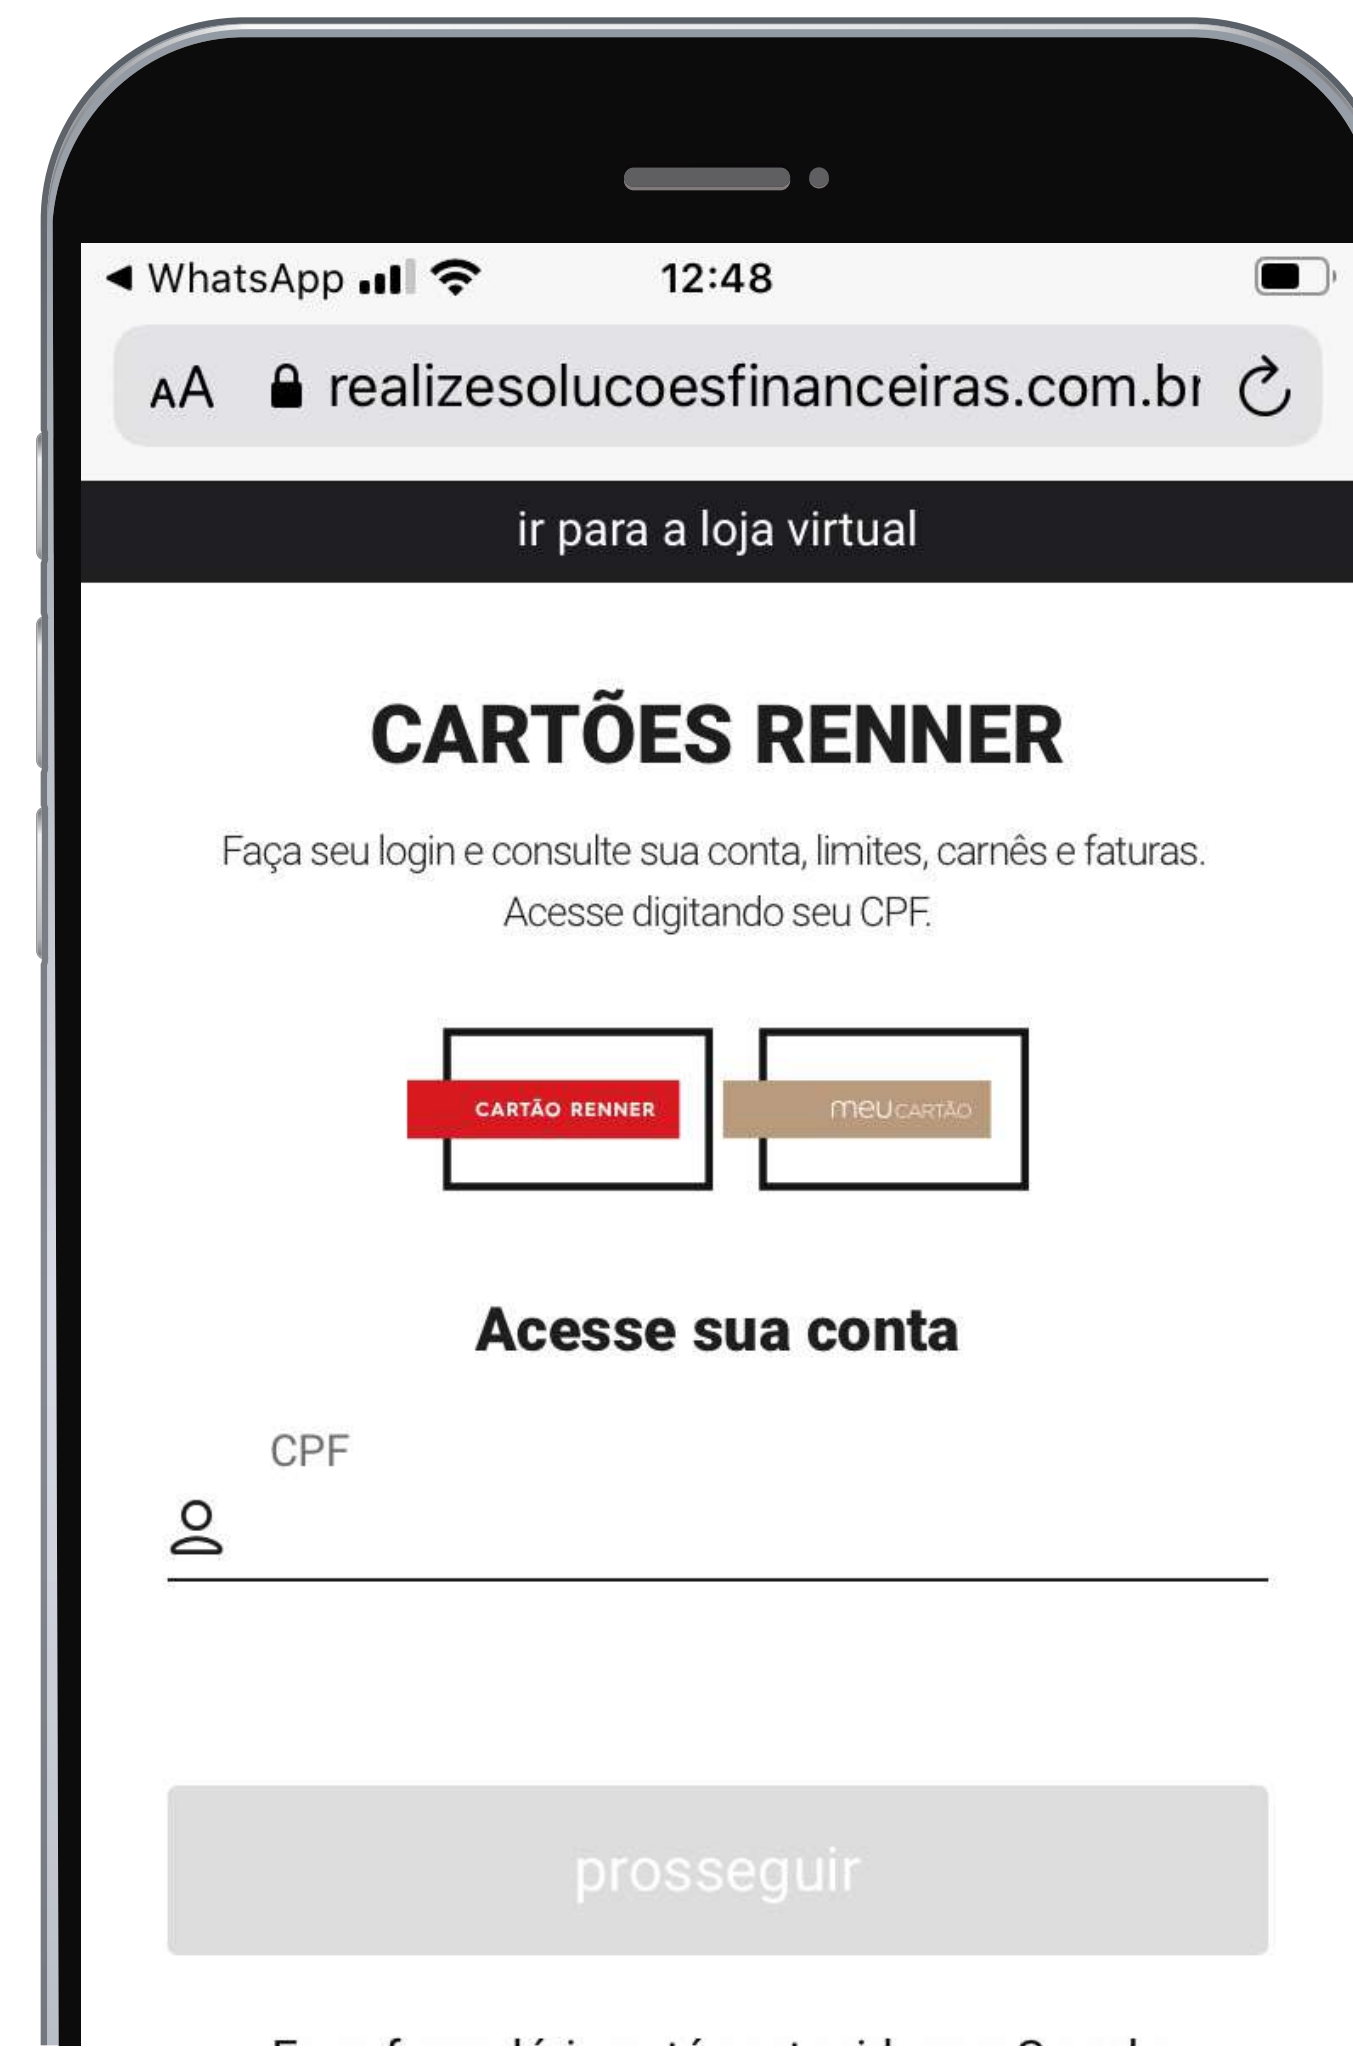 WhatsApp
12:48
AA realizesolucoesfinanceiras.com.br
ir para a loja virtual
CARTÕES RENNER
Faça seu login e consulte sua conta, limites, carnês e faturas.
Acesse digitando seu CPF.
CARTÃO RENNER
meu CARTÃO
Acesse sua conta
CPF
prosseguir